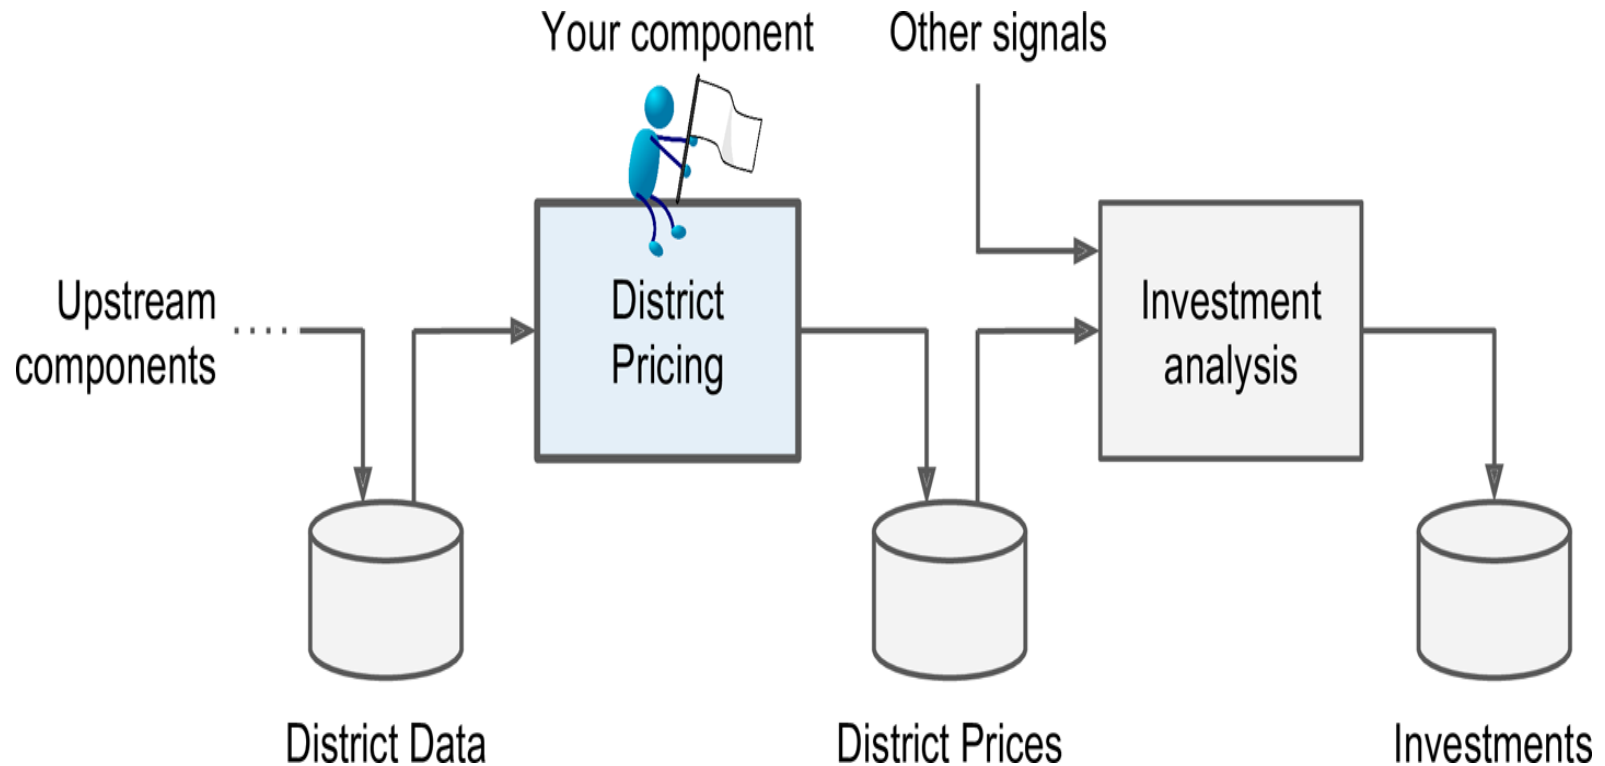 Your component
Other signals
Upstream
components
District
Pricing
Investment
analysis
District Data
District Prices
Investments